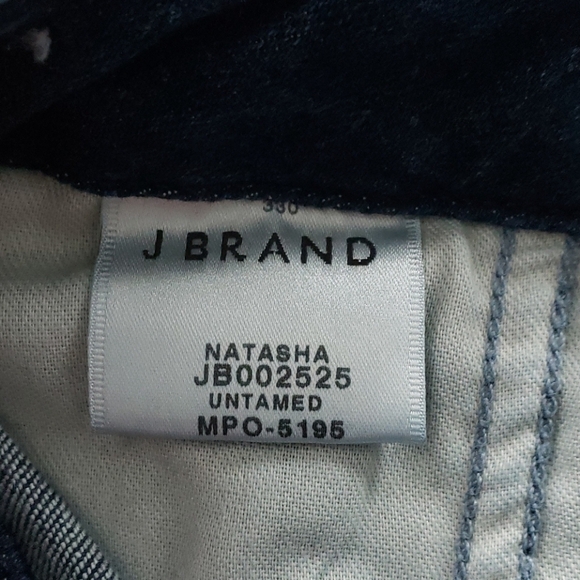 330
J BRAND
NATASHA
JB002525
UNTAMED
MPO-5195